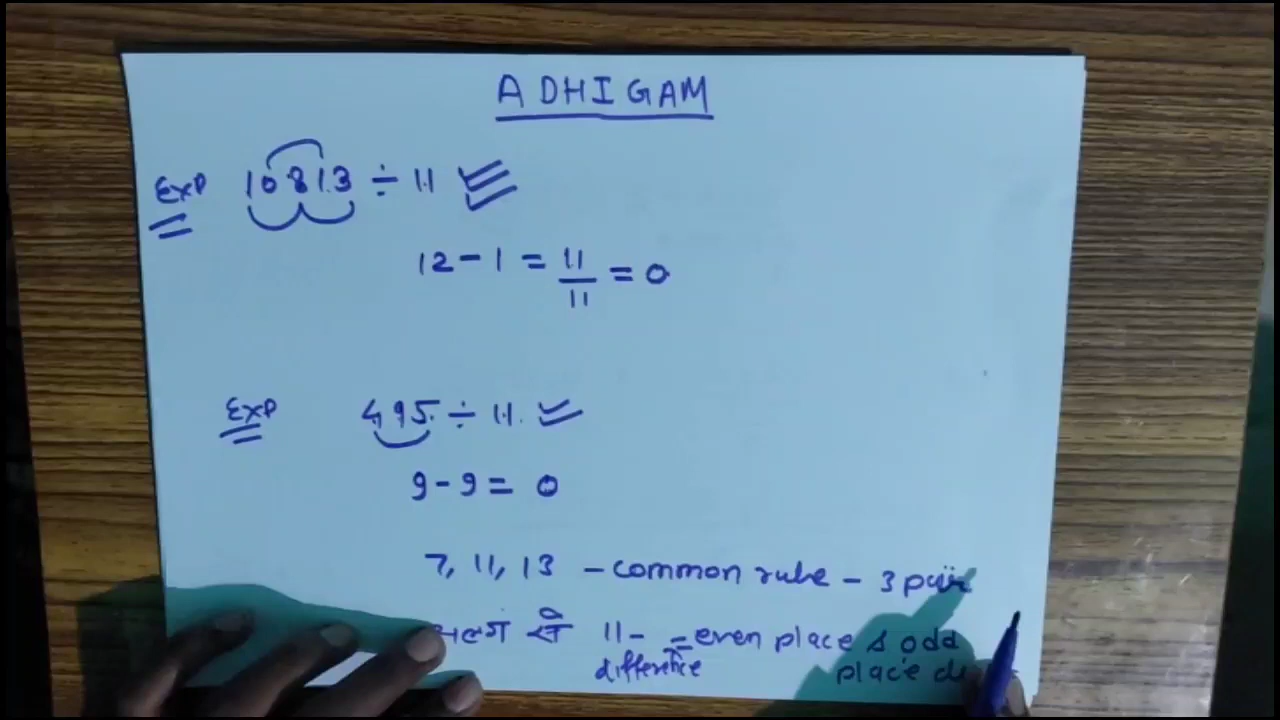 ADHIGAM
Exp 10813 ÷ 11
12 - 1 = 11/11 = 0
Exp 495 ÷ 11
9 - 9 = 0
7, 11, 13 - common rule - 3 pair
11 - = even place & odd
difference place